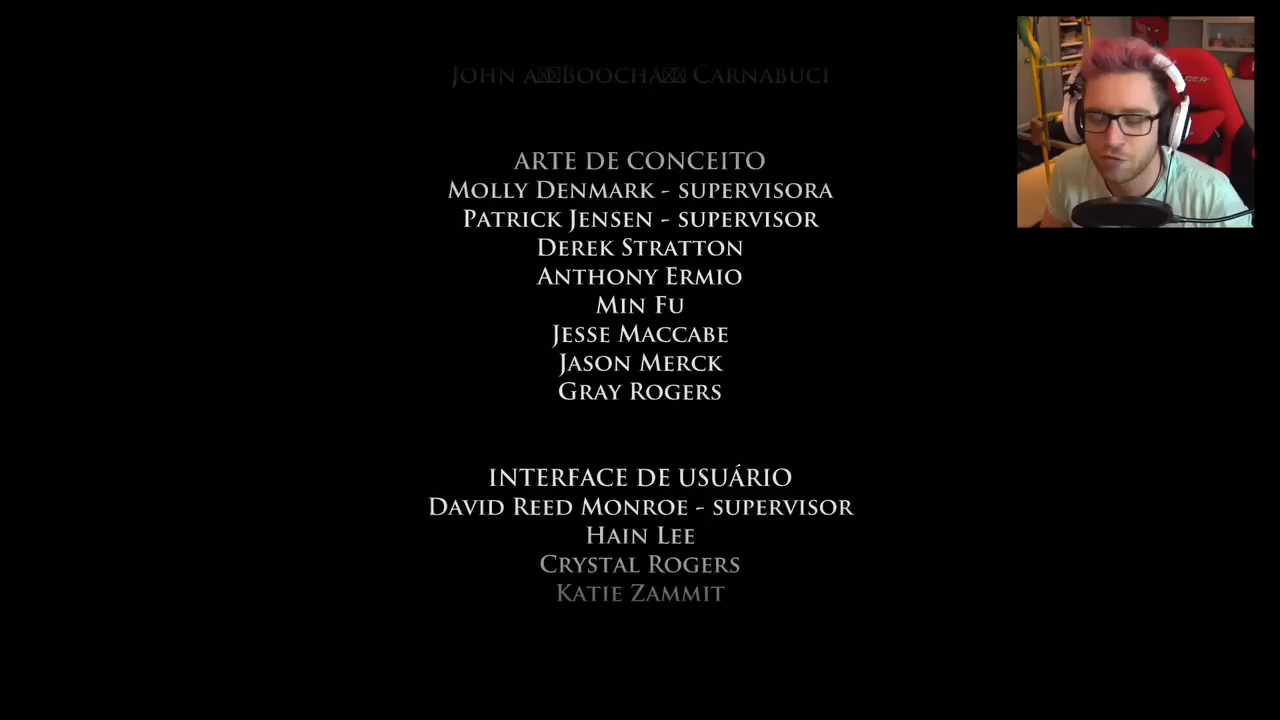 John a Boocha Carnabuci
ARTE DE CONCEITO
Molly Denmark - supervisora
Patrick Jensen - supervisor
Derek Stratton
Anthony Ermio
Min Fu
Jesse Maccabe
Jason Merck
Gray Rogers
INTERFACE DE USUÁRIO
David Reed Monroe - supervisor
Hain Lee
Crystal Rogers
Katie Zammit